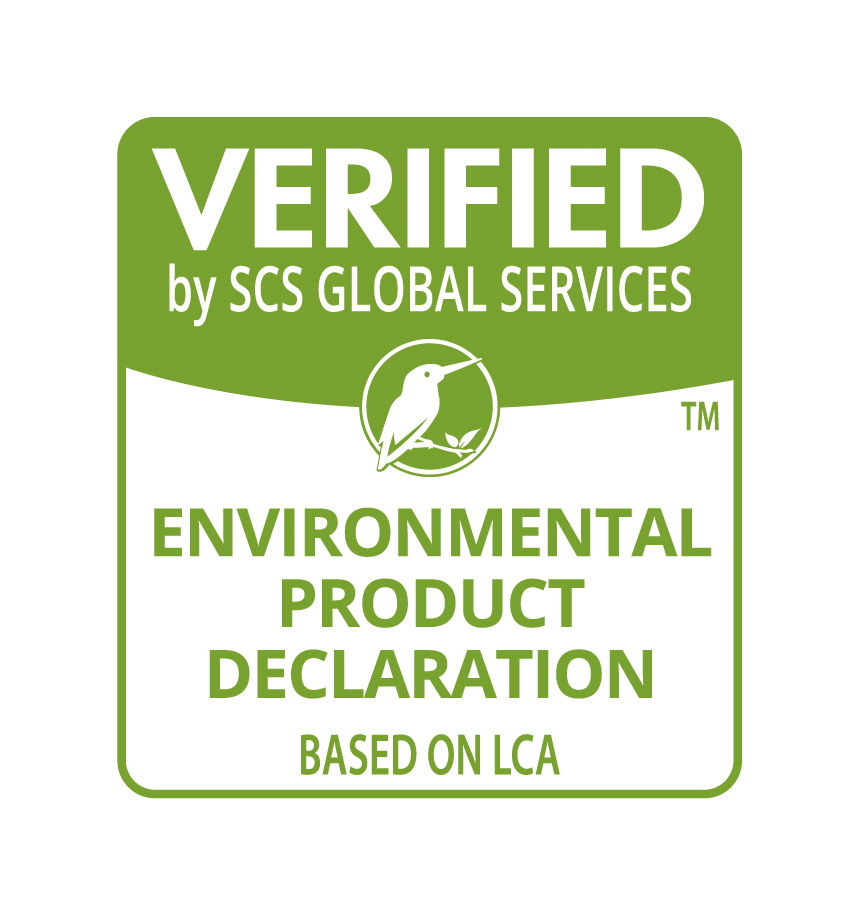 VERIFIED
by SCS GLOBAL SERVICES
TM
ENVIRONMENTAL
PRODUCT
DECLARATION
BASED ON LCA